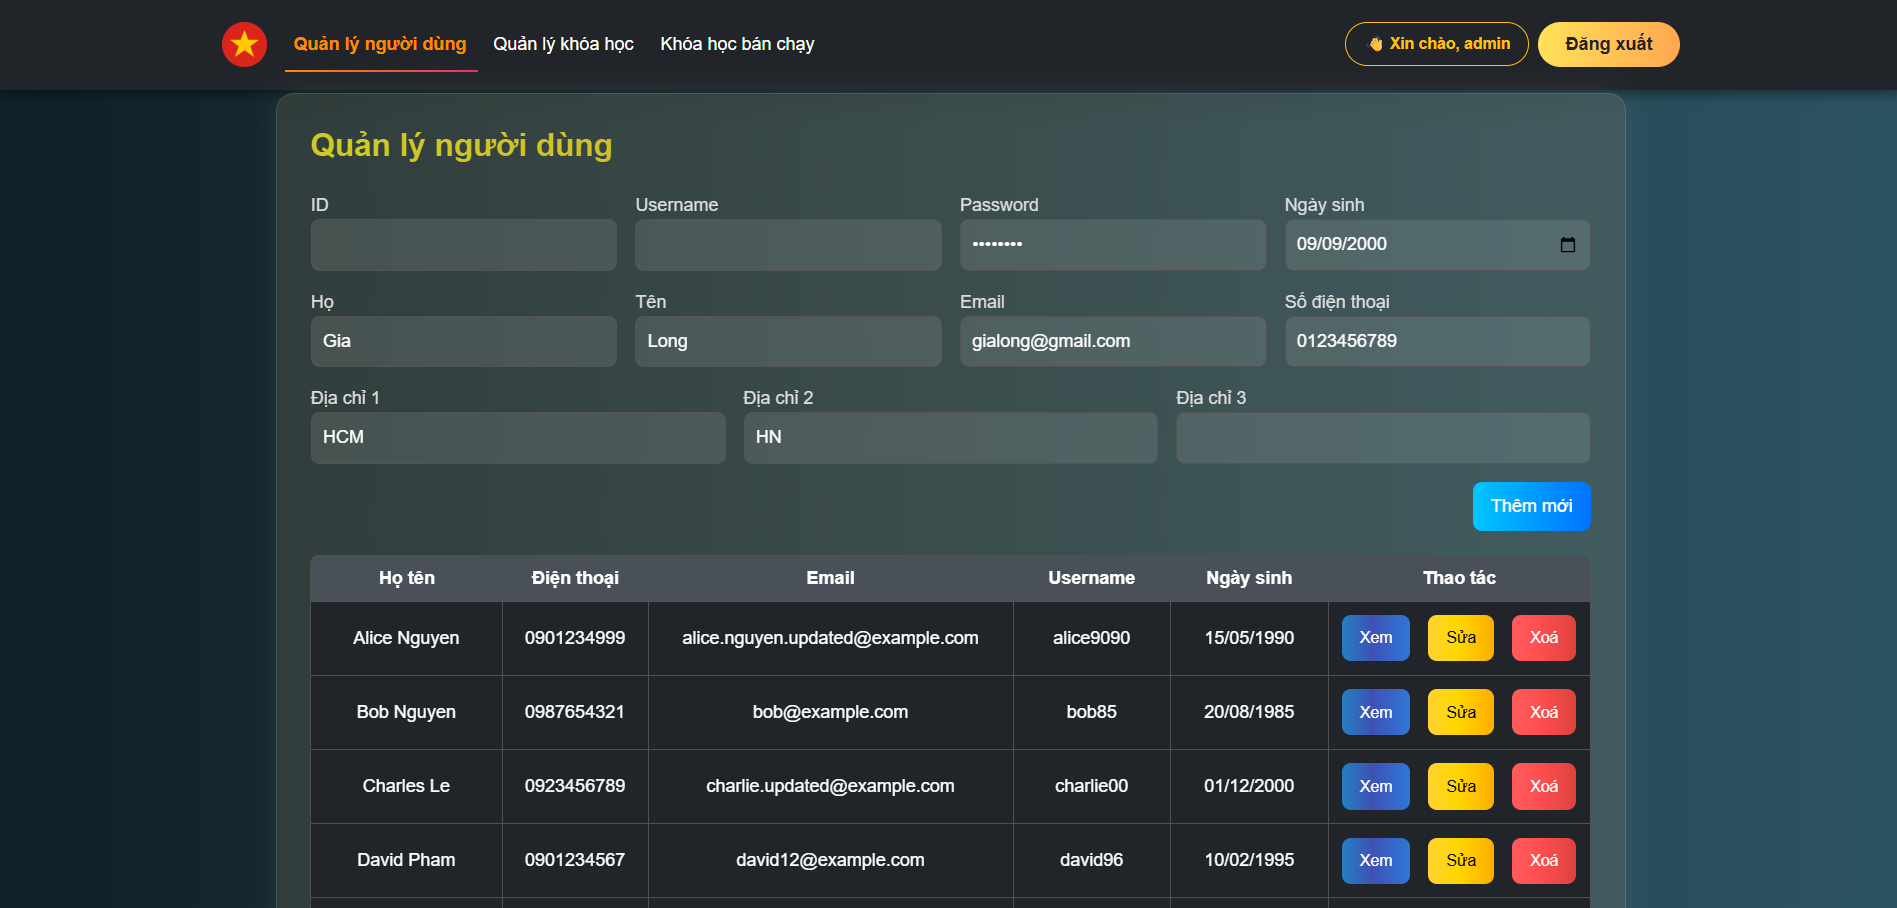 Quản lý người dùng Quản lý khóa học Khóa học bán chạy 👋 Xin chào, admin Đăng xuất
Quản lý người dùng
ID Username Password Ngày sinh
•••••••• 09/09/2000
Họ Tên Email Số điện thoại
Gia Long gialong@gmail.com 0123456789
Địa chỉ 1 Địa chỉ 2 Địa chỉ 3
HCM HN
Thêm mới
Họ tên Điện thoại Email Username Ngày sinh Thao tác
Alice Nguyen 0901234999 alice.nguyen.updated@example.com alice9090 15/05/1990 Xem Sửa Xoá
Bob Nguyen 0987654321 bob@example.com bob85 20/08/1985 Xem Sửa Xoá
Charles Le 0923456789 charlie.updated@example.com charlie00 01/12/2000 Xem Sửa Xoá
David Pham 0901234567 david12@example.com david96 10/02/1995 Xem Sửa Xoá